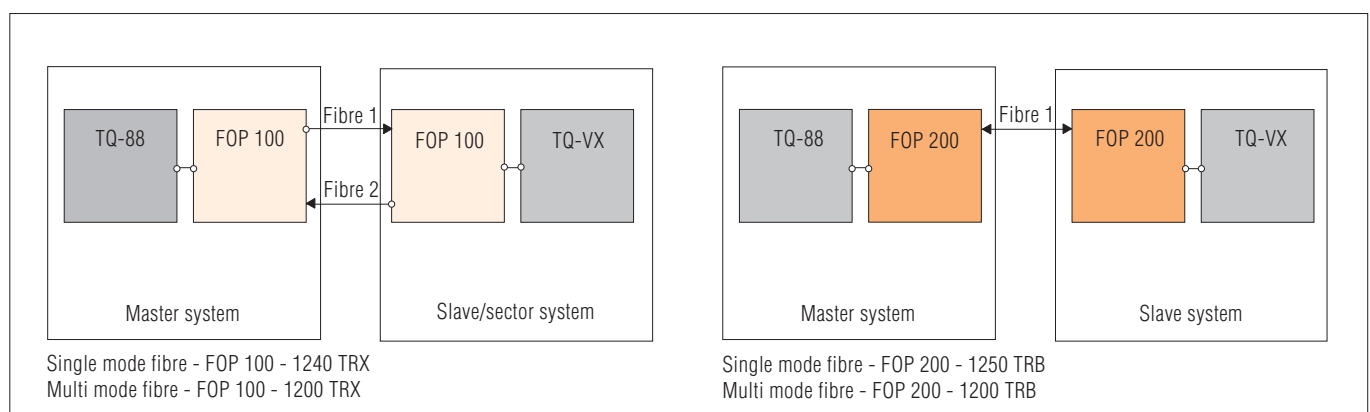 TQ-88
FOP 100
Fibre 1
Fibre 2
FOP 100
TQ-VX
Master system
Slave/sector system
Single mode fibre - FOP 100 - 1240 TRX
Multi mode fibre - FOP 100 - 1200 TRX
TQ-88
FOP 200
Fibre 1
FOP 200
TQ-VX
Master system
Slave system
Single mode fibre - FOP 200 - 1250 TRB
Multi mode fibre - FOP 200 - 1200 TRB